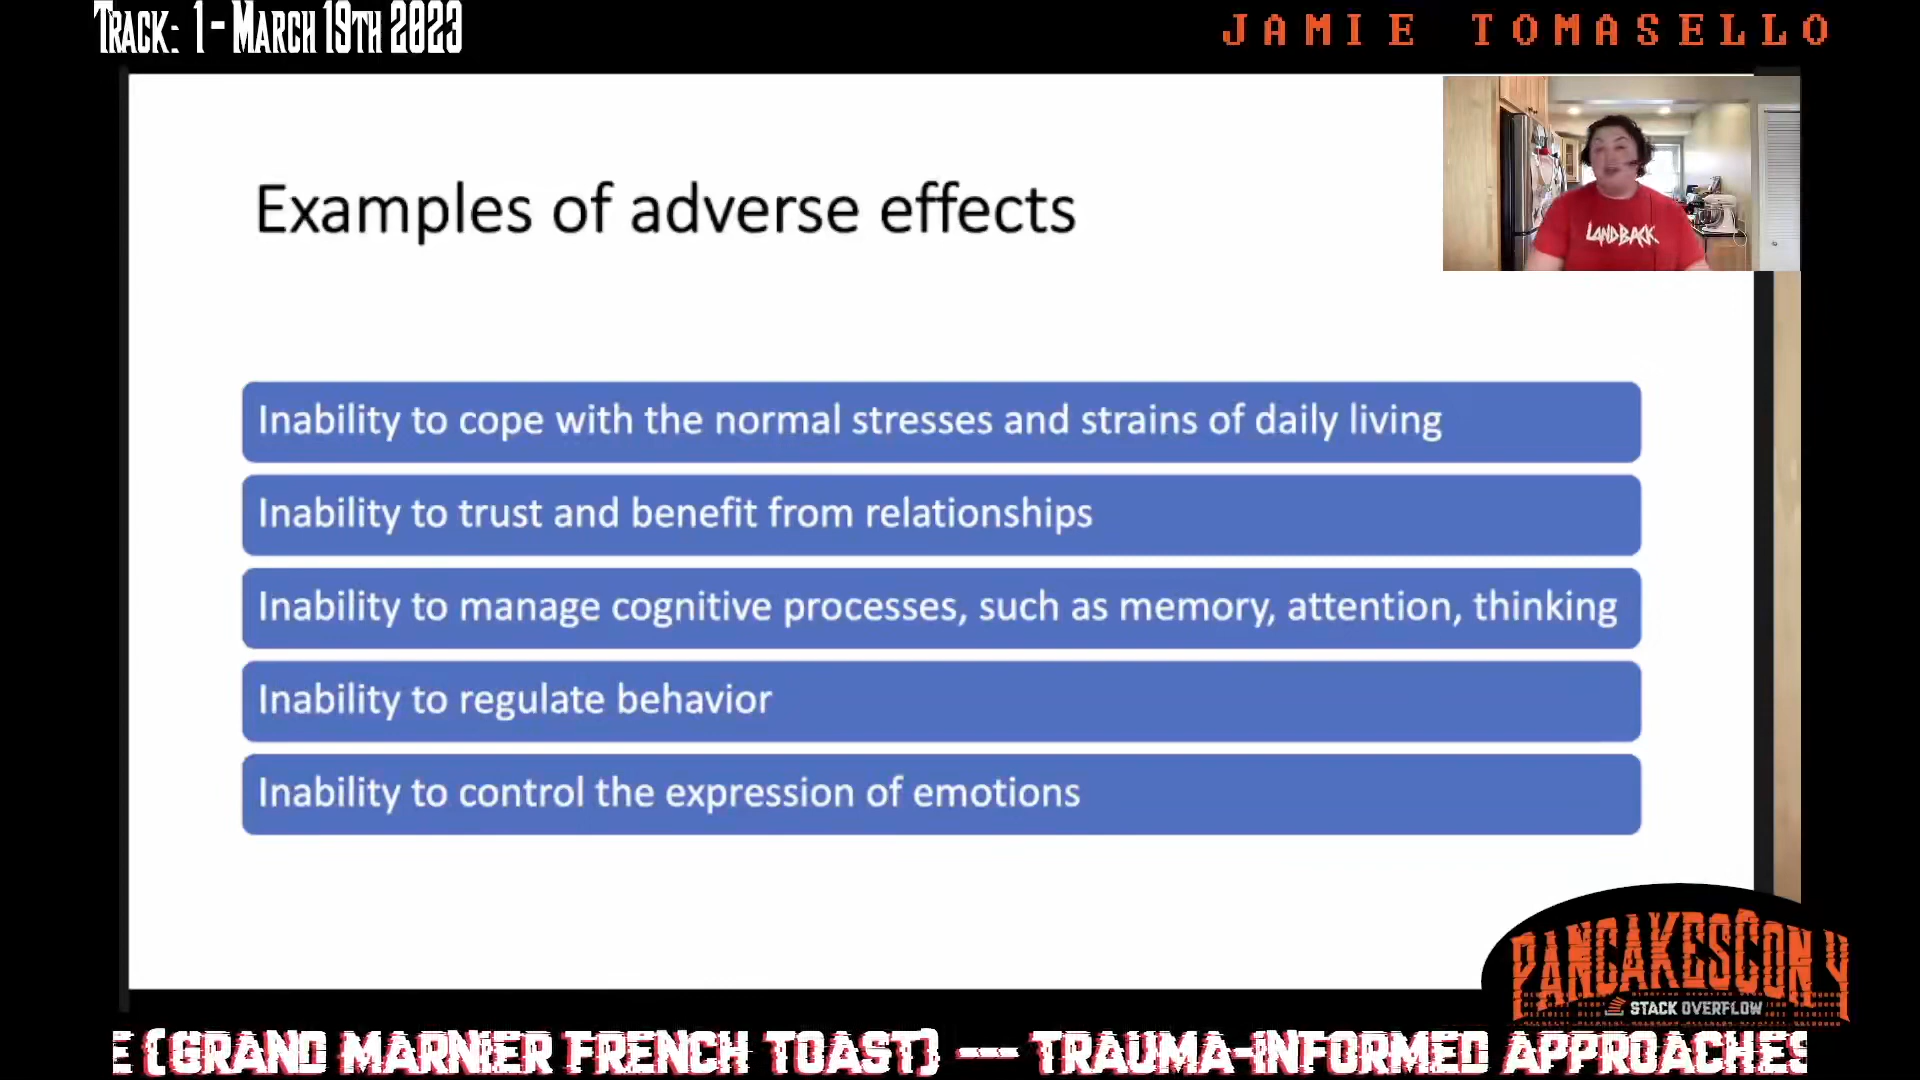 Track: 1 - March 19th 2023
JAMIE TOMASELLO
LANDBACK
Examples of adverse effects
Inability to cope with the normal stresses and strains of daily living
Inability to trust and benefit from relationships
Inability to manage cognitive processes, such as memory, attention, thinking
Inability to regulate behavior
Inability to control the expression of emotions
PANCAKESCON 4
STACK OVERFLOW
E (GRAND MARNIER FRENCH TOAST) --- TRAUMA-INFORMED APPROACHES